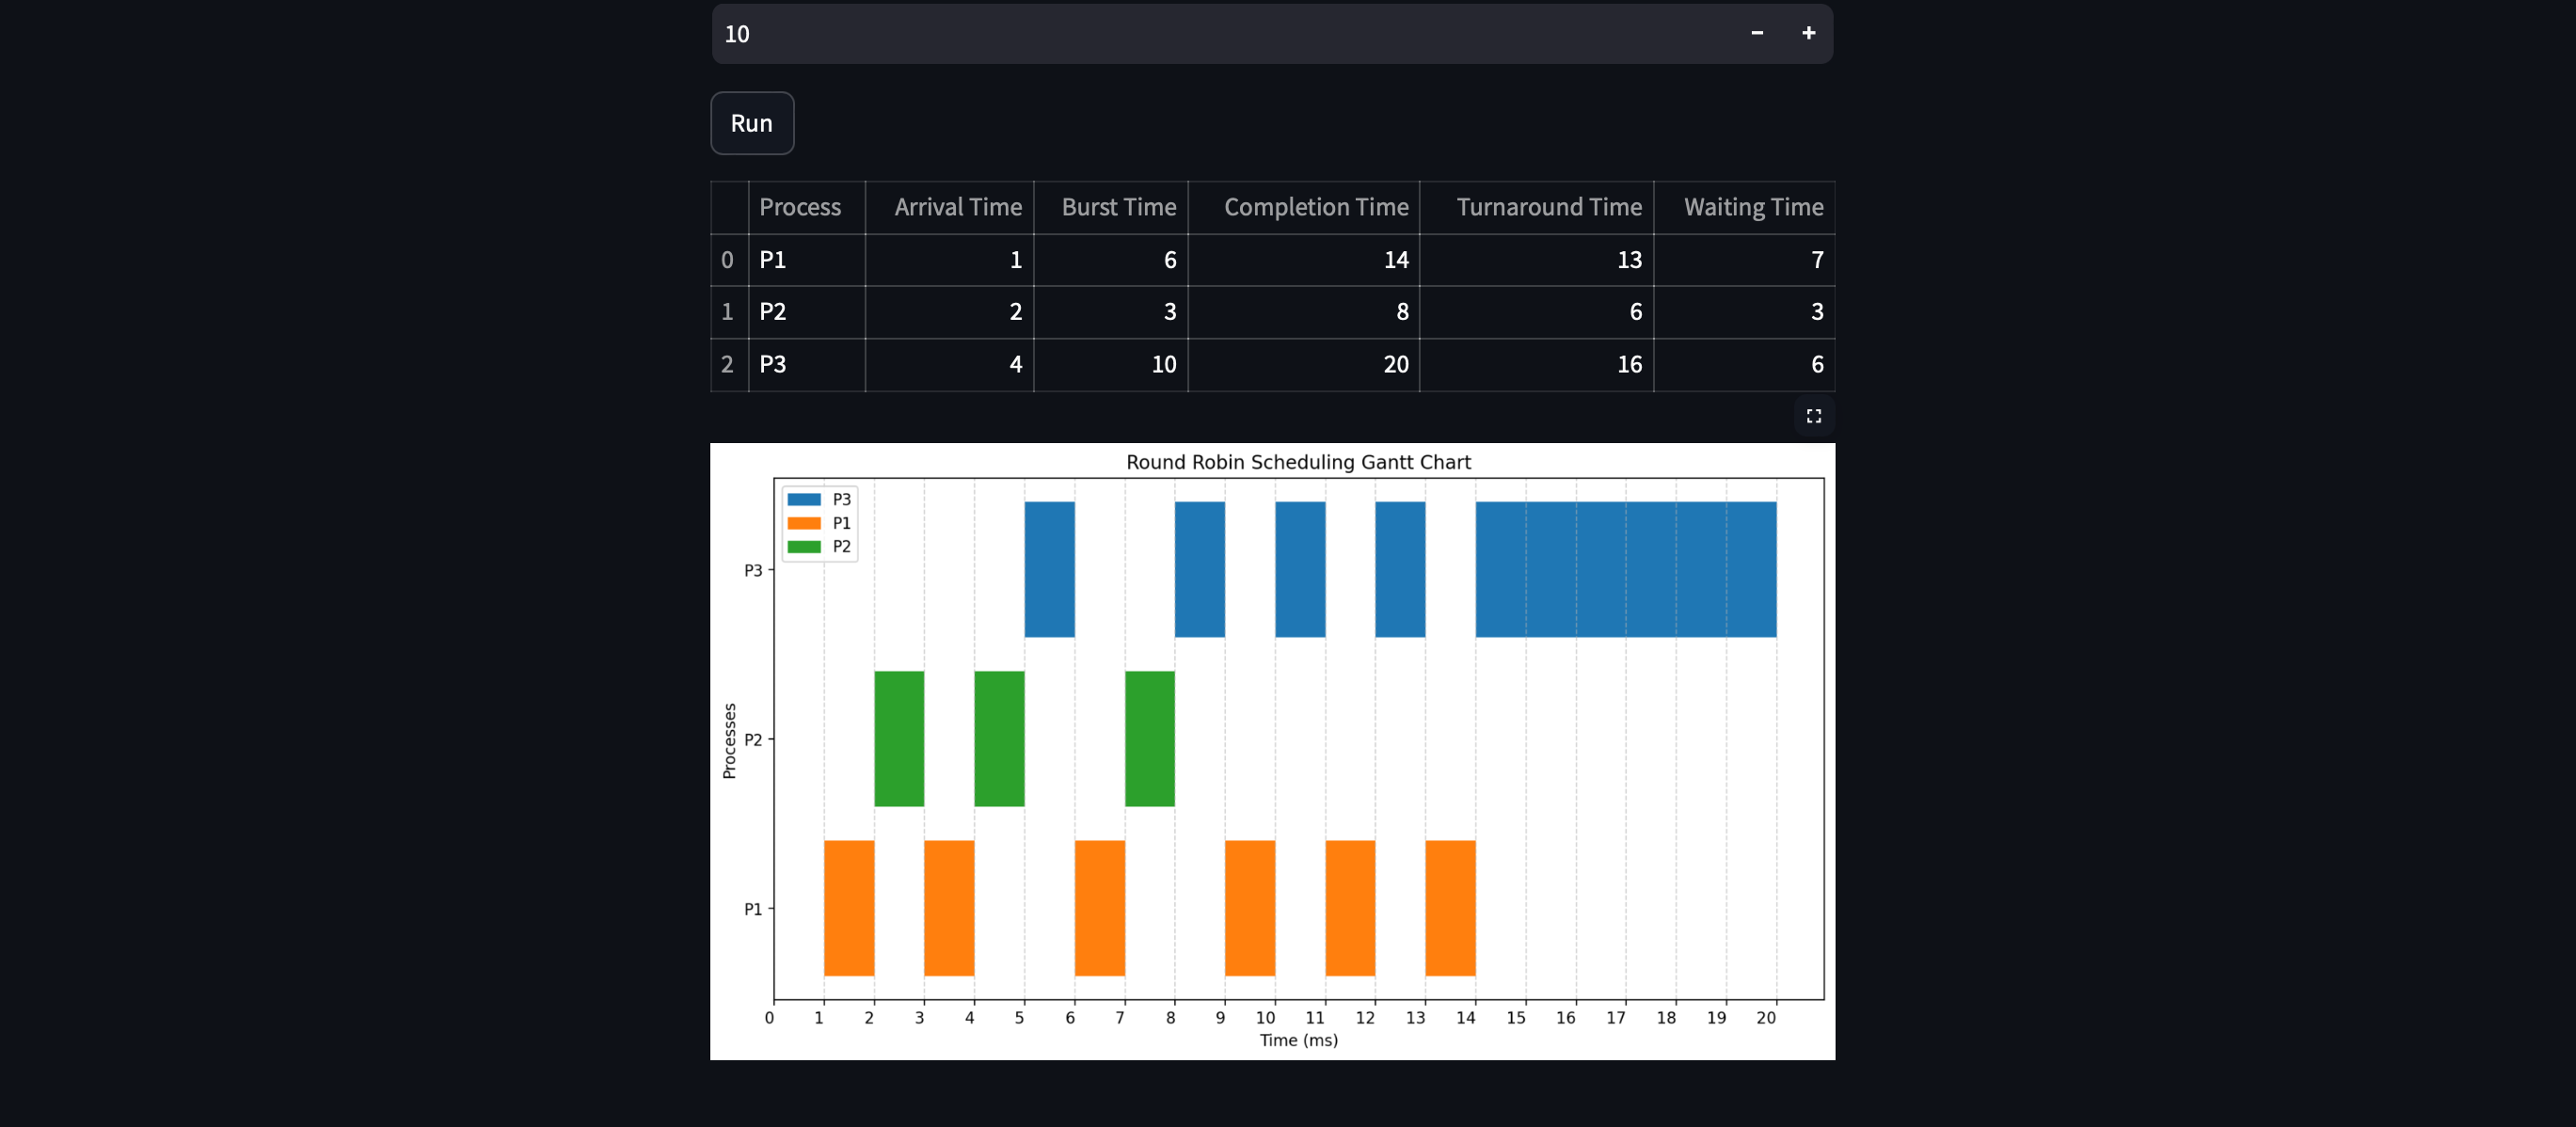 10 - +
Run
Process Arrival Time Burst Time Completion Time Turnaround Time Waiting Time
0 P1 1 6 14 13 7
1 P2 2 3 8 6 3
2 P3 4 10 20 16 6
Round Robin Scheduling Gantt Chart
P3
P1
P2
P3
P2
P1
Processes
0 1 2 3 4 5 6 7 8 9 10 11 12 13 14 15 16 17 18 19 20
Time (ms)